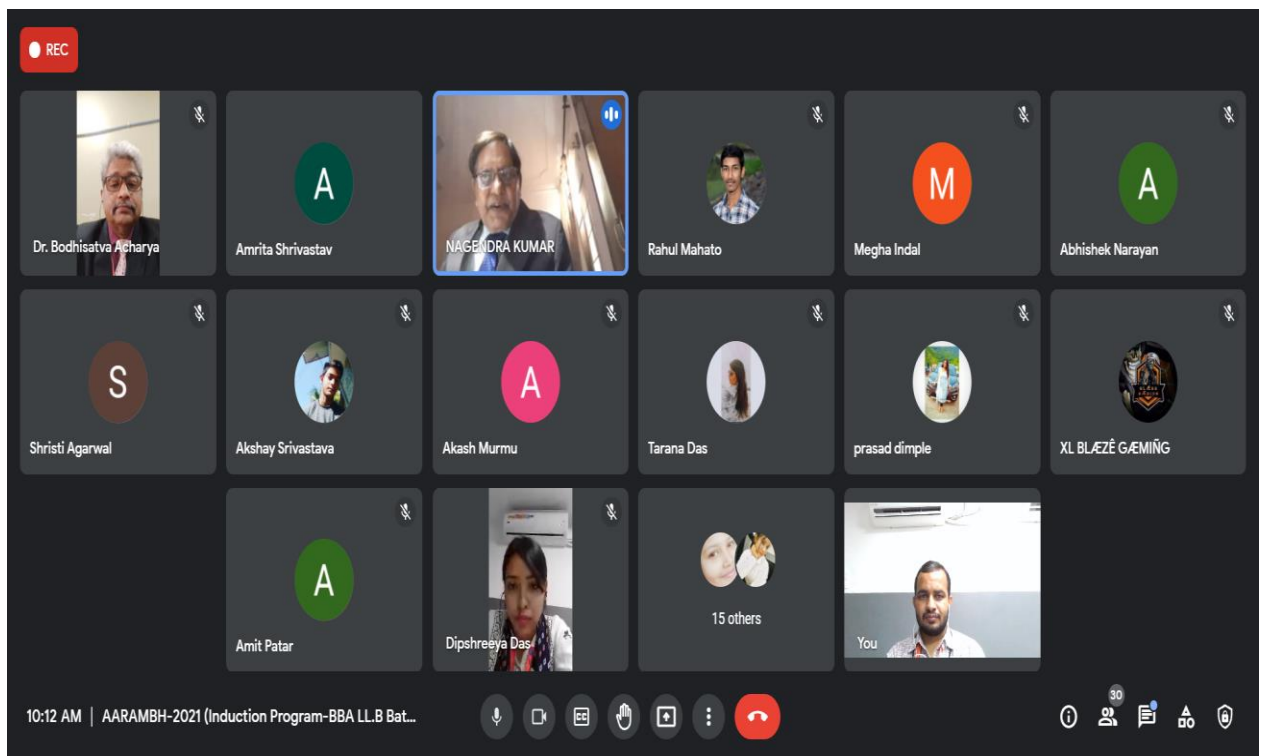 REC
Dr. Bodhisatva Acharya
A
Amrita Shrivastav
NAGENDRA KUMAR
Rahul Mahato
M
Megha Indal
A
Abhishek Narayan
S
Shristi Agarwal
Akshay Srivastava
A
Akash Murmu
Tarana Das
prasad dimple
XL BLÆZÊ GÆMIÑG
A
Amit Patar
Dipshreeya Das
15 others
You
10:12 AM | AARAMBH-2021 (Induction Program-BBA LL.B Bat...
CC
30